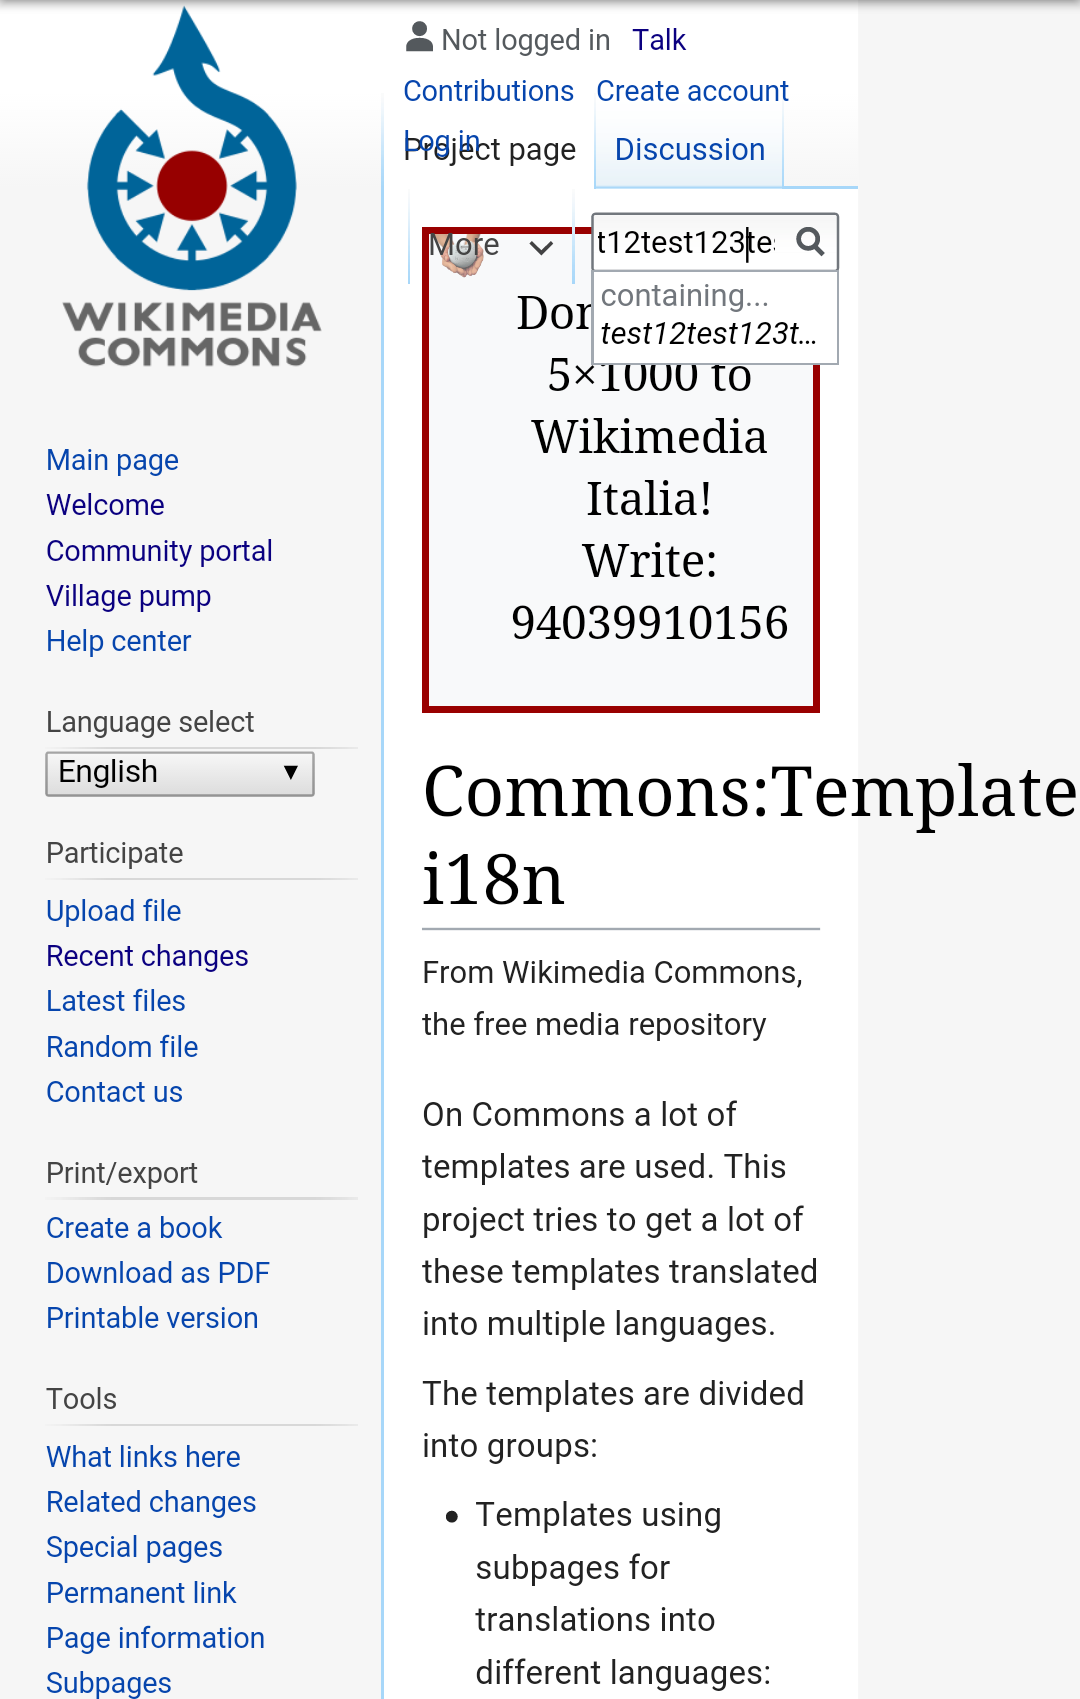 WIKIMEDIA
COMMONS
Main page
Welcome
Community portal
Village pump
Help center
Language select
English
Participate
Upload file
Recent changes
Latest files
Random file
Contact us
Print/export
Create a book
Download as PDF
Printable version
Tools
What links here
Related changes
Special pages
Permanent link
Page information
Subpages
Not logged in Talk
Contributions Create account
Log in
Project page Discussion
More
t12test123te
containing...
test12test123t...
5×1000 to
Wikimedia
Italia!
Write:
94039910156
Commons:Template
i18n
From Wikimedia Commons,
the free media repository
On Commons a lot of
templates are used. This
project tries to get a lot of
these templates translated
into multiple languages.
The templates are divided
into groups:
• Templates using
subpages for
translations into
different languages: